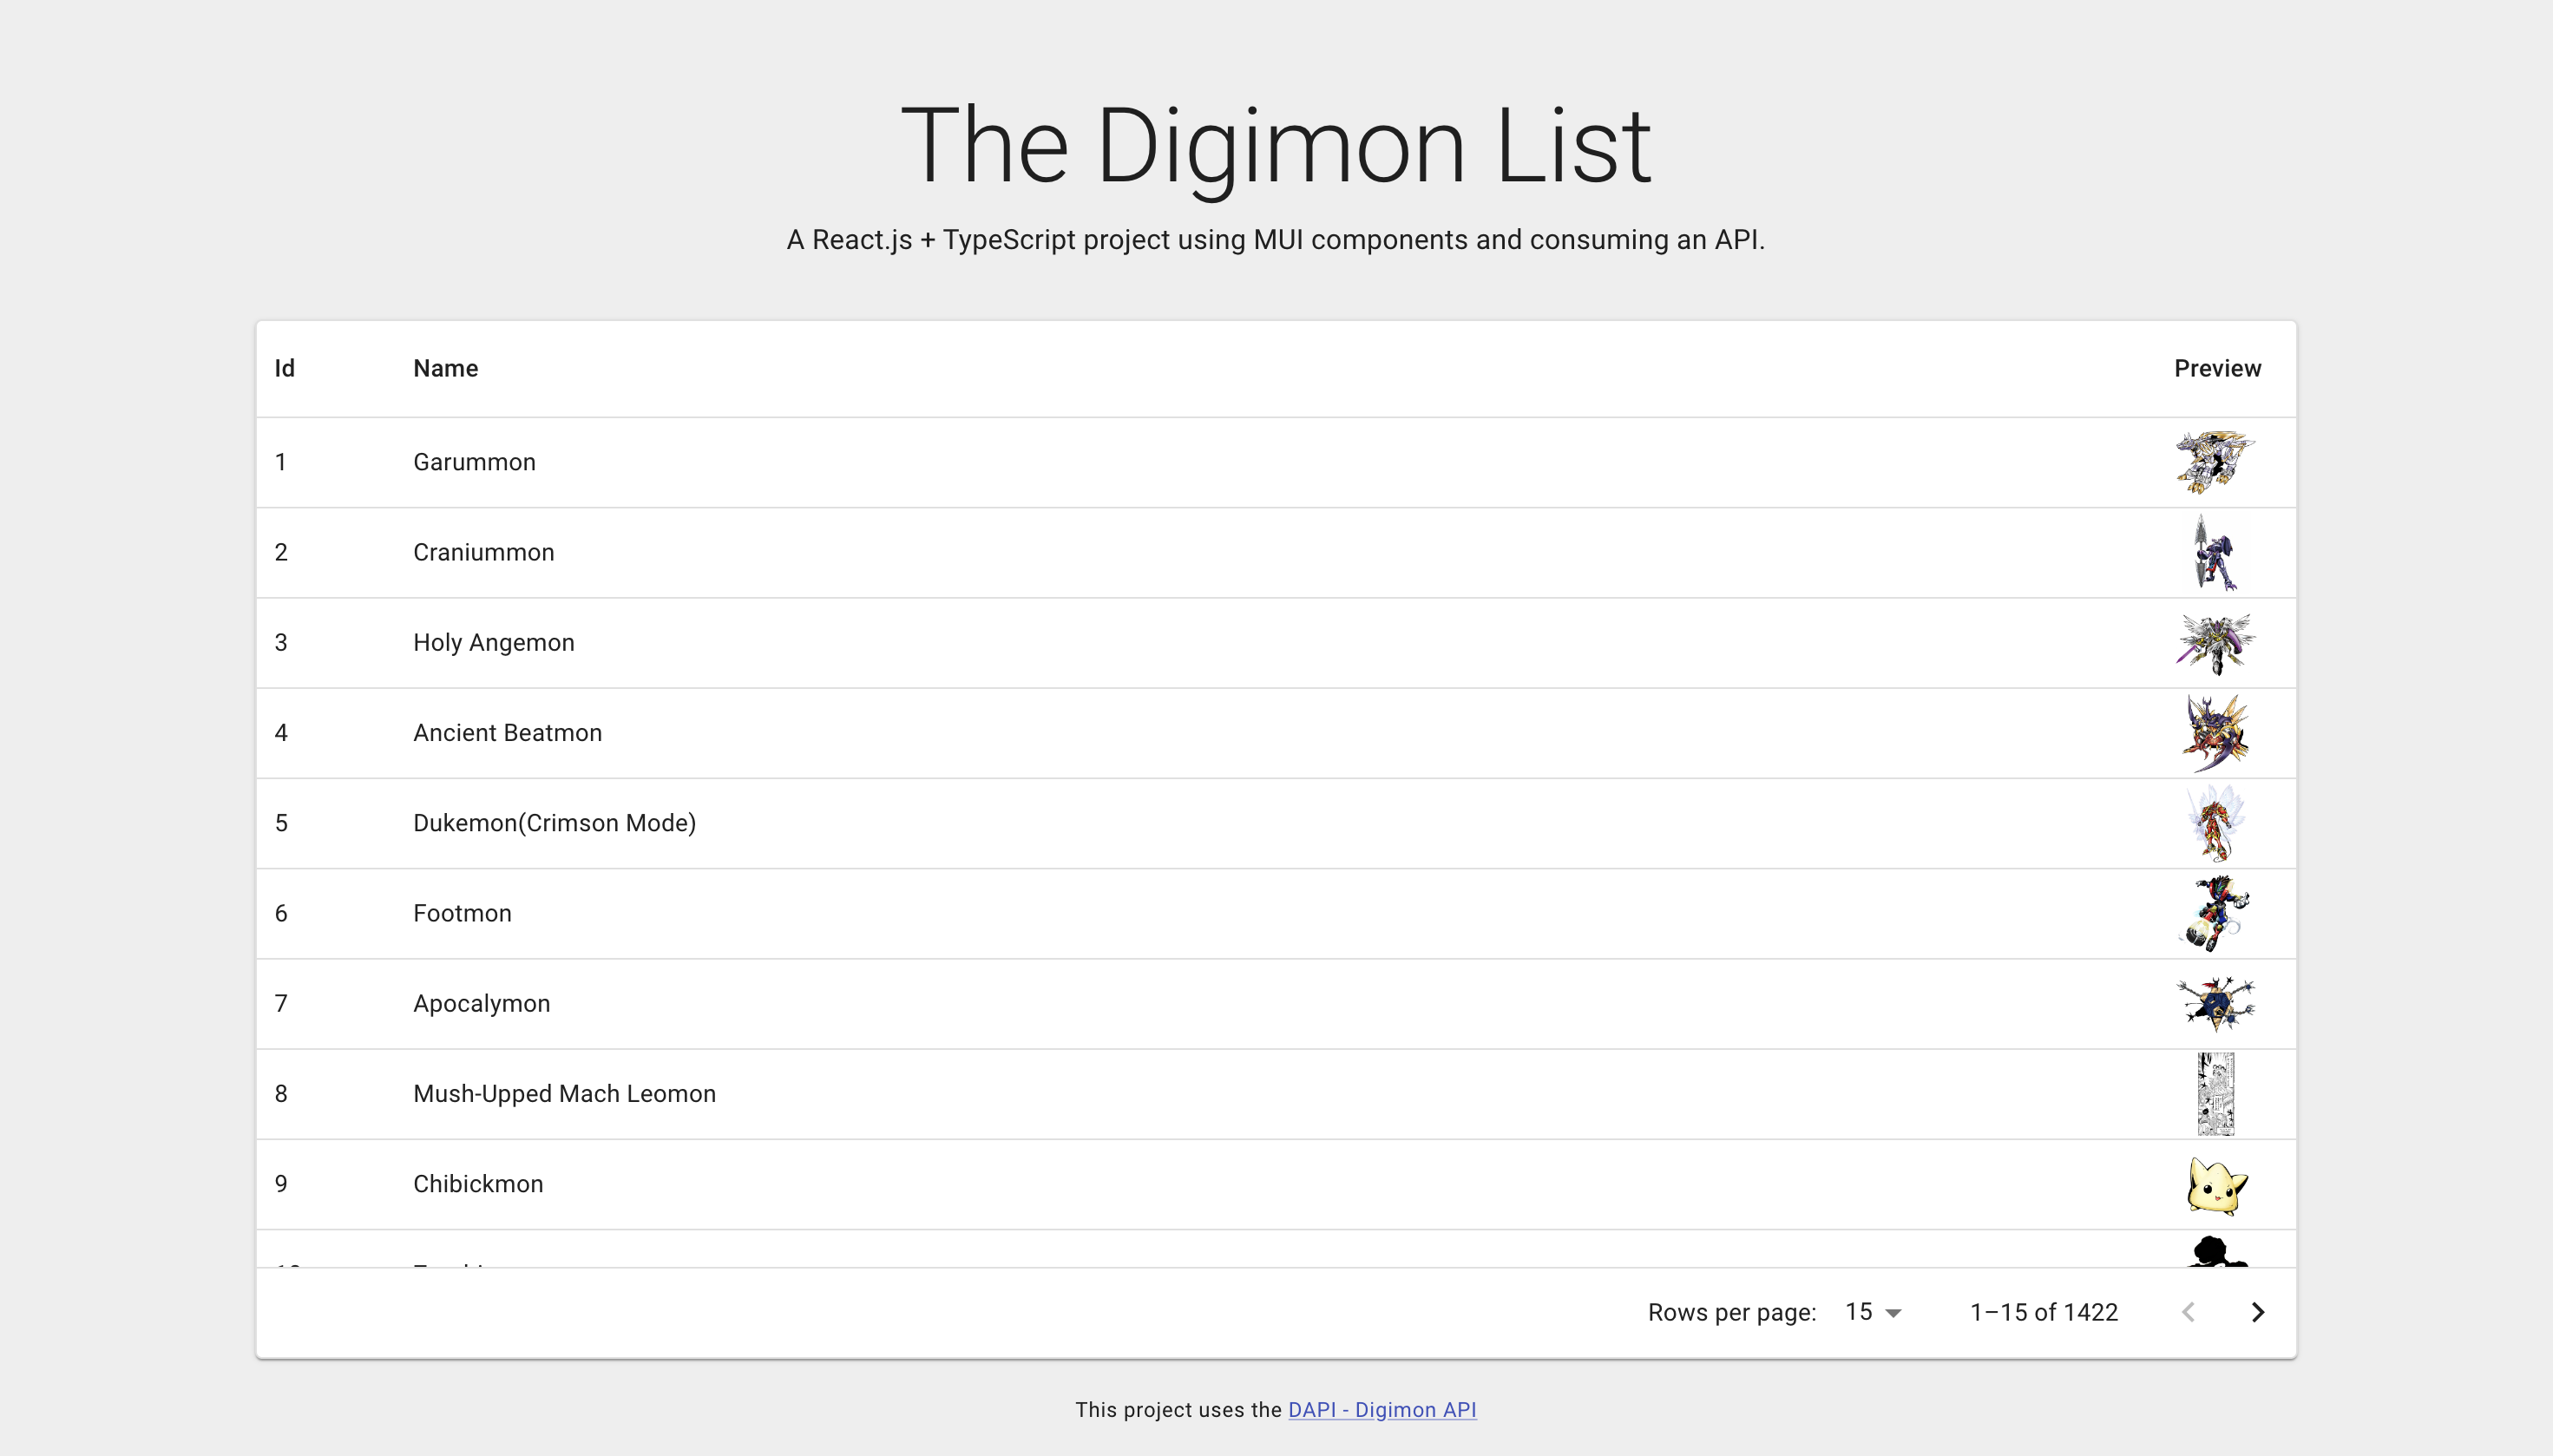 The Digimon List
A React.js + TypeScript project using MUI components and consuming an API.
Id Name Preview
1 Garummon
2 Craniummon
3 Holy Angemon
4 Ancient Beatmon
5 Dukemon(Crimson Mode)
6 Footmon
7 Apocalymon
8 Mush-Upped Mach Leomon
9 Chibickmon
Rows per page: 15 1–15 of 1422
This project uses the DAPI - Digimon API